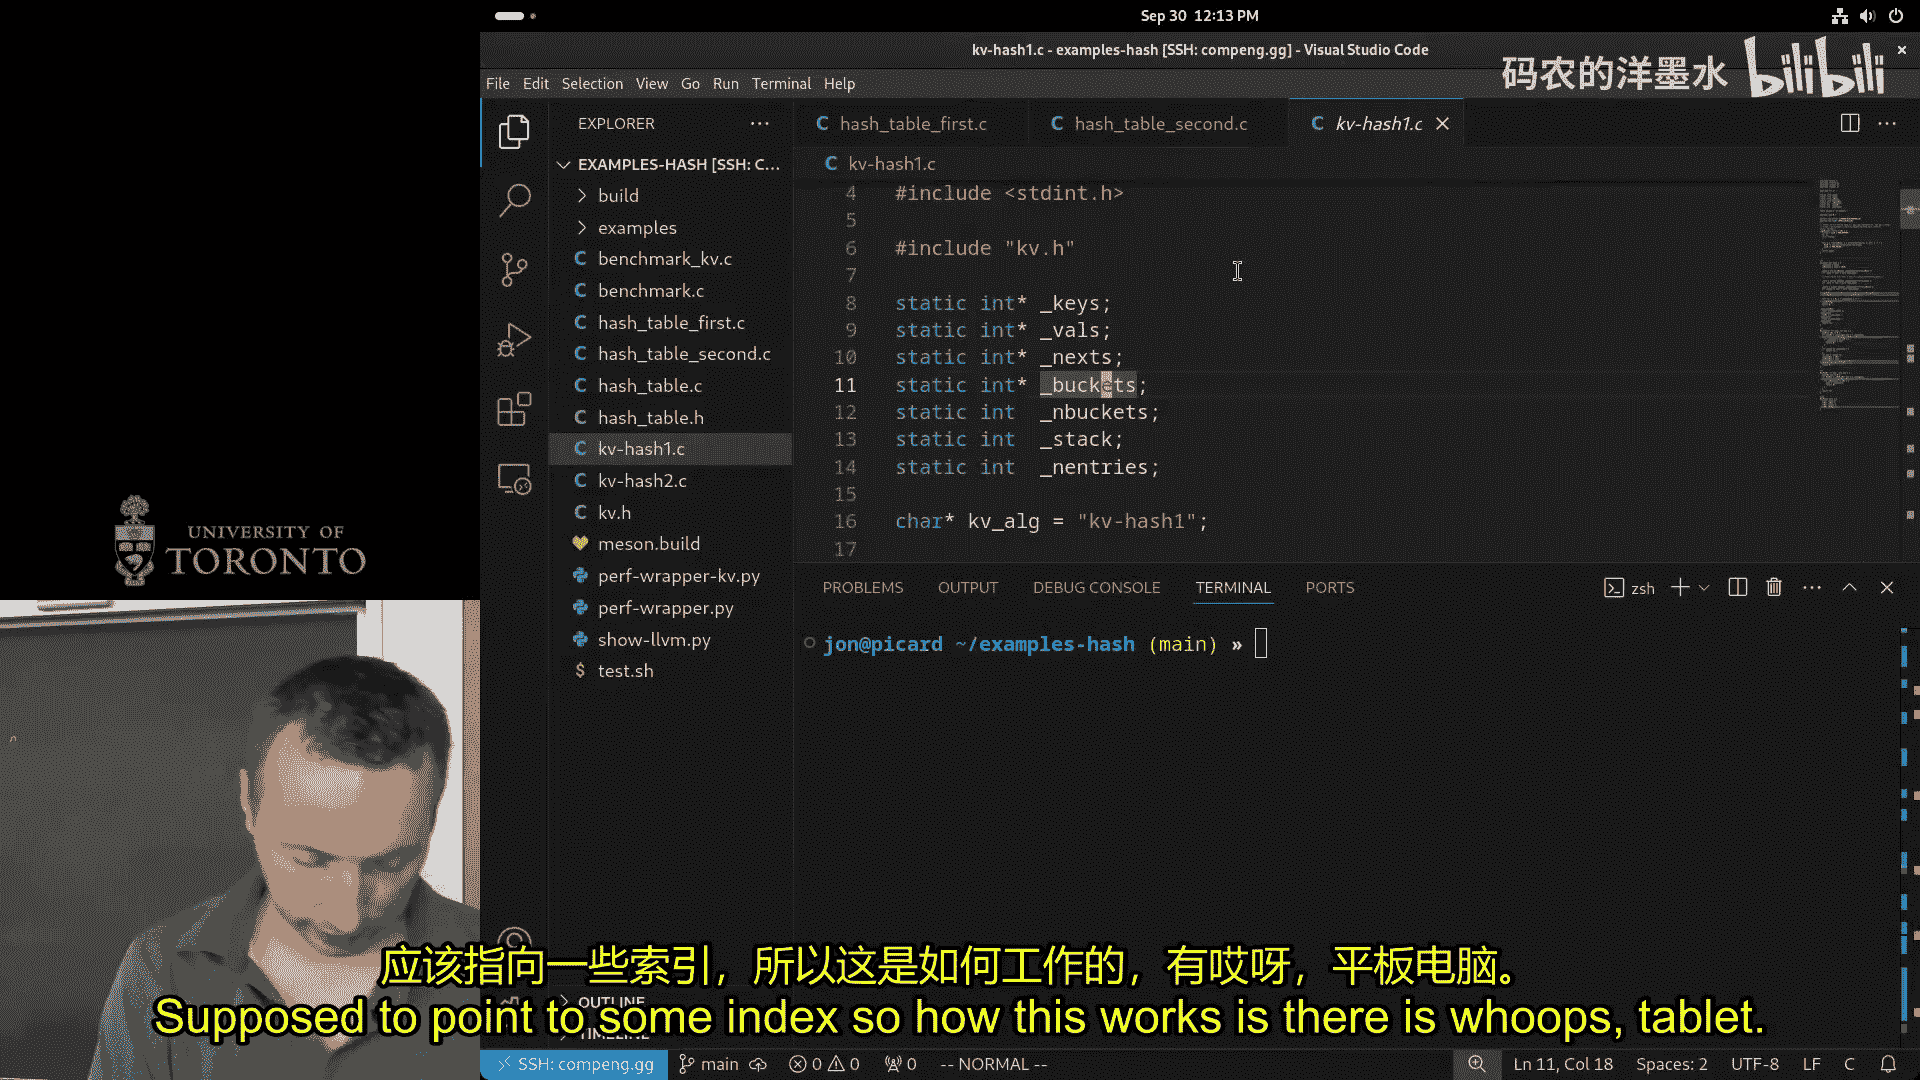 Sep 30 12:13 PM
kv-hash1.c - examples-hash [SSH: compeng.gg] - Visual Studio Code
码农的洋墨水 bilibili
File Edit Selection View Go Run Terminal Help
EXPLORER
hash_table_first.c
hash_table_second.c
kv-hash1.c
EXAMPLES-HASH [SSH: C...
build
examples
benchmark_kv.c
benchmark.c
hash_table_first.c
hash_table_second.c
hash_table.c
hash_table.h
kv-hash1.c
kv-hash2.c
kv.h
meson.build
perf-wrapper-kv.py
perf-wrapper.py
show-llvm.py
test.sh
OUTLINE
TIMELINE
kv-hash1.c
4 #include <stdint.h>
5
6 #include "kv.h"
7
8 static int* _keys;
9 static int* _vals;
10 static int* _nexts;
11 static int* _buckets;
12 static int _nbuckets;
13 static int _stack;
14 static int _nentries;
15
16 char* kv_alg = "kv-hash1";
17
PROBLEMS OUTPUT DEBUG CONSOLE TERMINAL PORTS
zsh
jon@picard ~/examples-hash (main) »
UNIVERSITY OF
TORONTO
应该指向一些索引，所以这是如何工作的，有哎呀，平板电脑。
Supposed to point to some index so how this works is there is whoops, tablet.
SSH: compeng.gg main 0 0 0 -- NORMAL -- Ln 11, Col 18 Spaces: 2 UTF-8 LF C